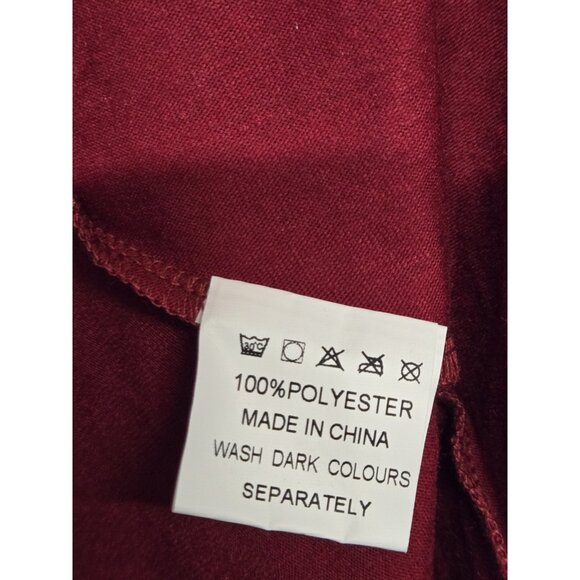 30°C
100%POLYESTER
MADE IN CHINA
WASH DARK COLOURS
SEPARATELY